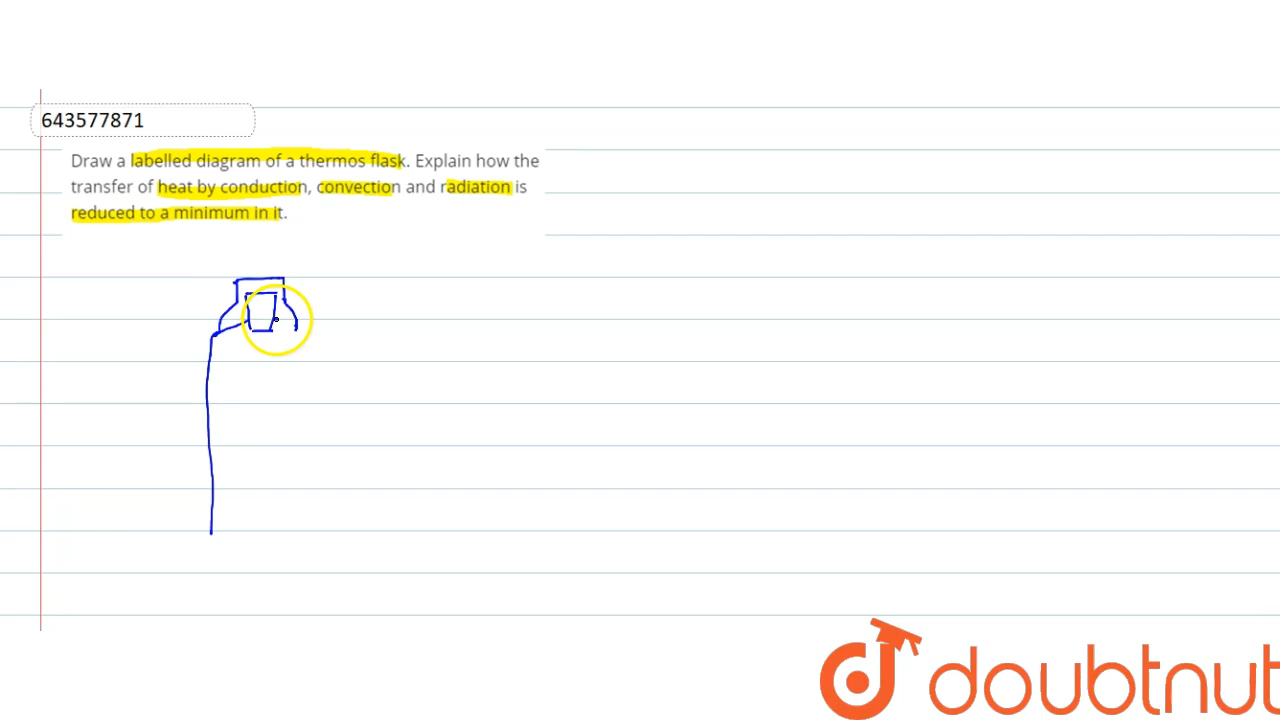 643577871
Draw a labelled diagram of a thermos flask. Explain how the
transfer of heat by conduction, convection and radiation is
reduced to a minimum in it.
doubtnut